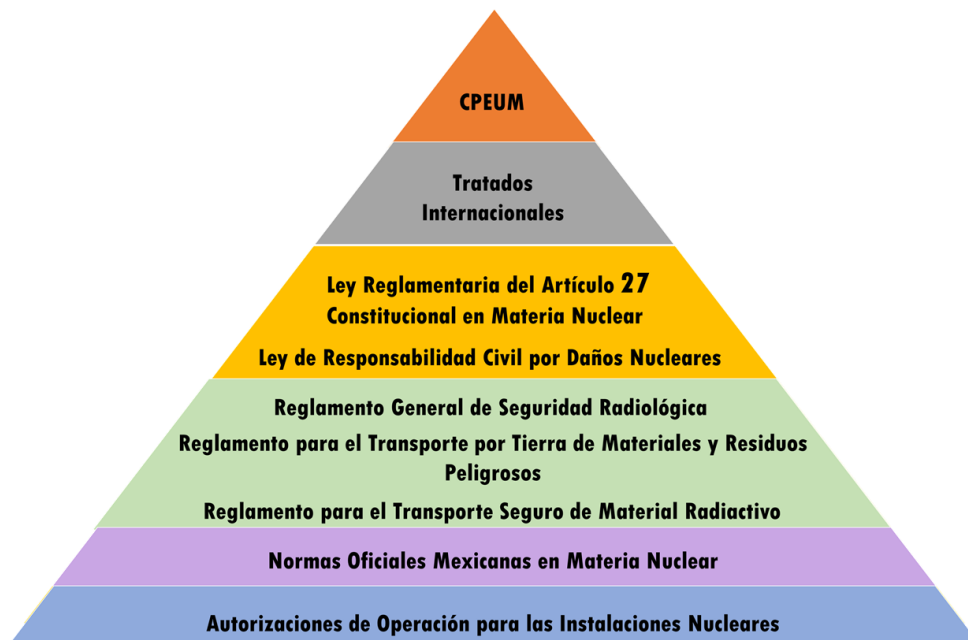 CPEUM
Tratados
Internacionales
Ley Reglamentaria del Artículo 27
Constitucional en Materia Nuclear
Ley de Responsabilidad Civil por Daños Nucleares
Reglamento General de Seguridad Radiológica
Reglamento para el Transporte por Tierra de Materiales y Residuos
Peligrosos
Reglamento para el Transporte Seguro de Material Radiactivo
Normas Oficiales Mexicanas en Materia Nuclear
Autorizaciones de Operación para las Instalaciones Nucleares